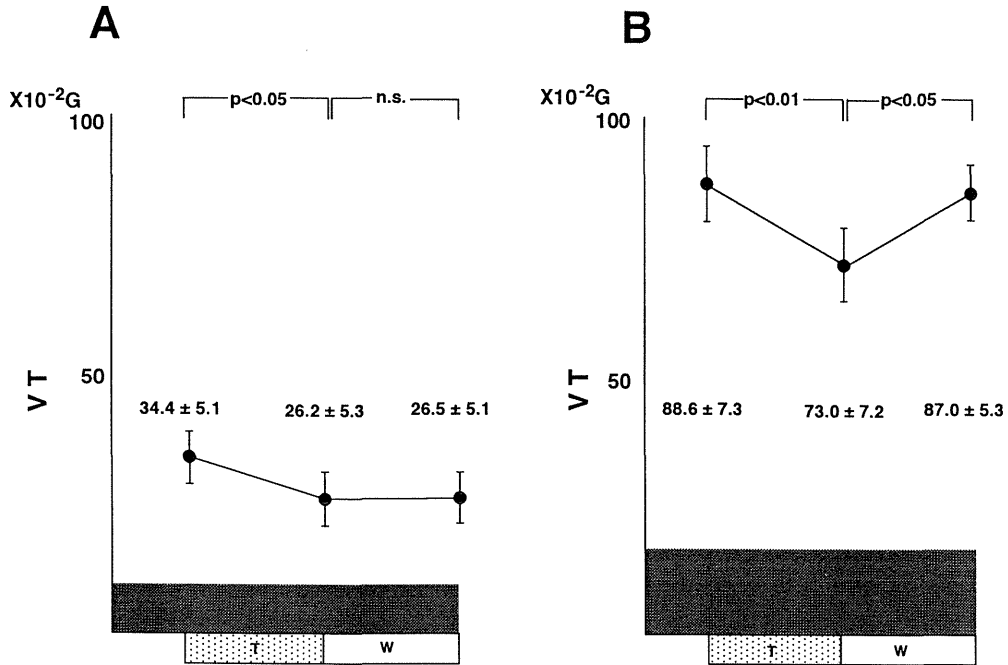 A
X10⁻²G
p<0.05
n.s.
100
50
V T
34.4 ± 5.1
26.2 ± 5.3
26.5 ± 5.1
T
W
B
X10⁻²G
p<0.01
p<0.05
100
50
V T
88.6 ± 7.3
73.0 ± 7.2
87.0 ± 5.3
T
W